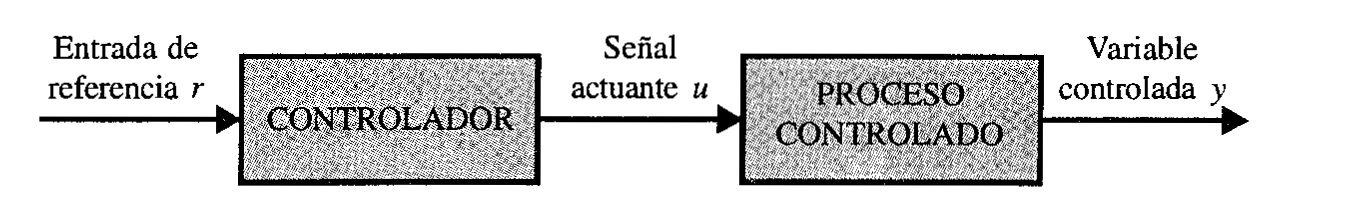 Entrada de
referencia r
CONTROLADOR
Señal
actuante u
PROCESO
CONTROLADO
Variable
controlada y